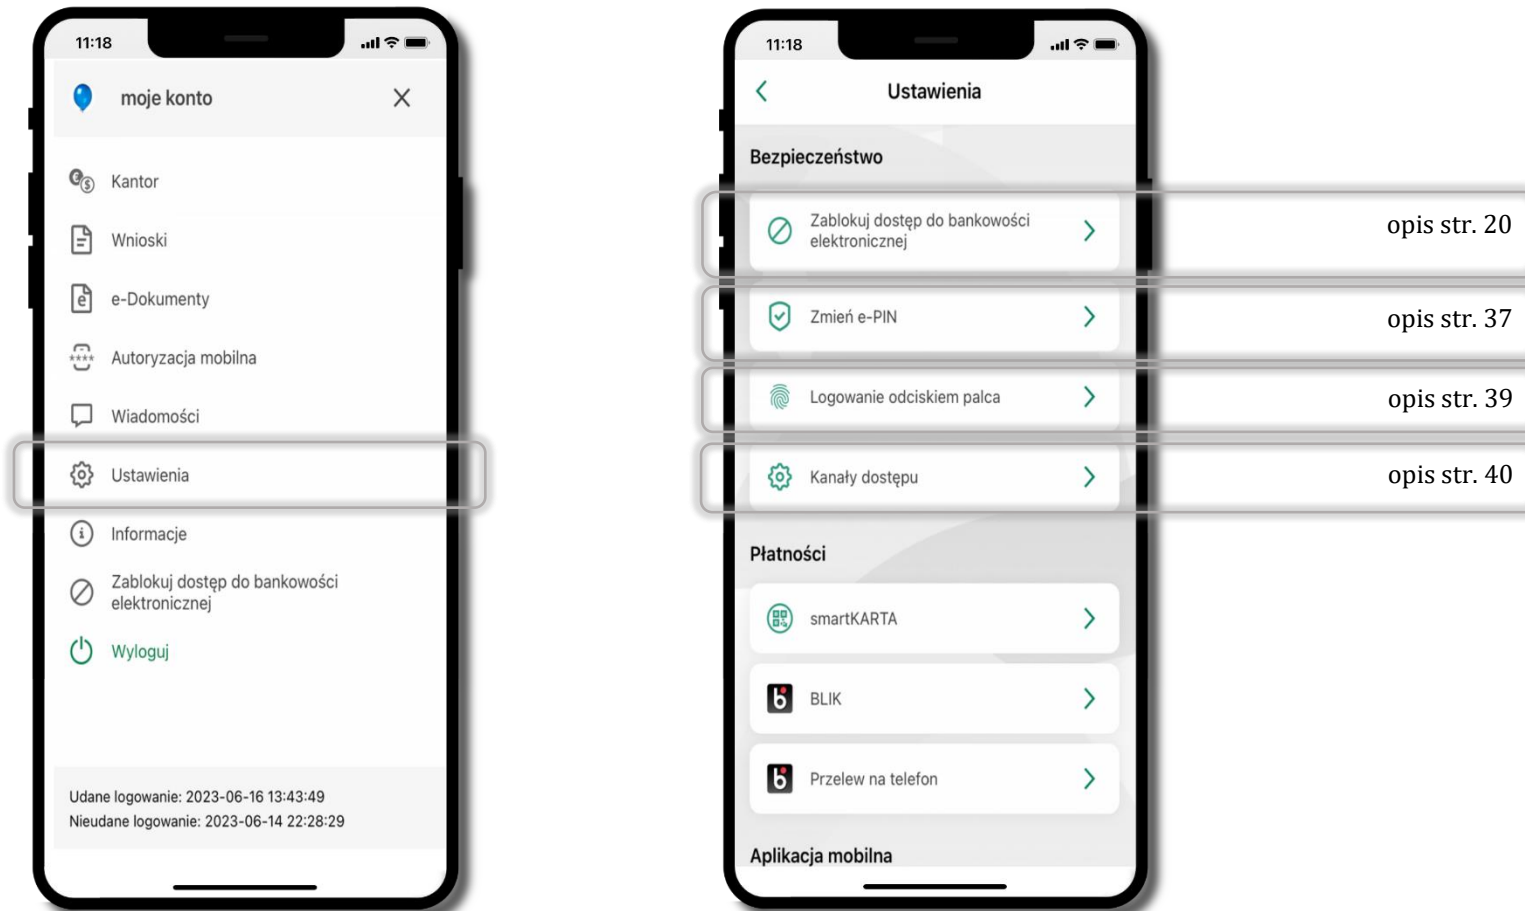 11:18
moje konto
Kantor
Wnioski
e-Dokumenty
Autoryzacja mobilna
Wiadomości
Ustawienia
Informacje
Zablokuj dostęp do bankowości
elektronicznej
Wyloguj
Udane logowanie: 2023-06-16 13:43:49
Nieudane logowanie: 2023-06-14 22:28:29
11:18
Ustawienia
Bezpieczeństwo
Zablokuj dostęp do bankowości
elektronicznej
opis str. 20
Zmień e-PIN
opis str. 37
Logowanie odciskiem palca
opis str. 39
Kanały dostępu
opis str. 40
Płatności
smartKARTA
BLIK
Przelew na telefon
Aplikacja mobilna